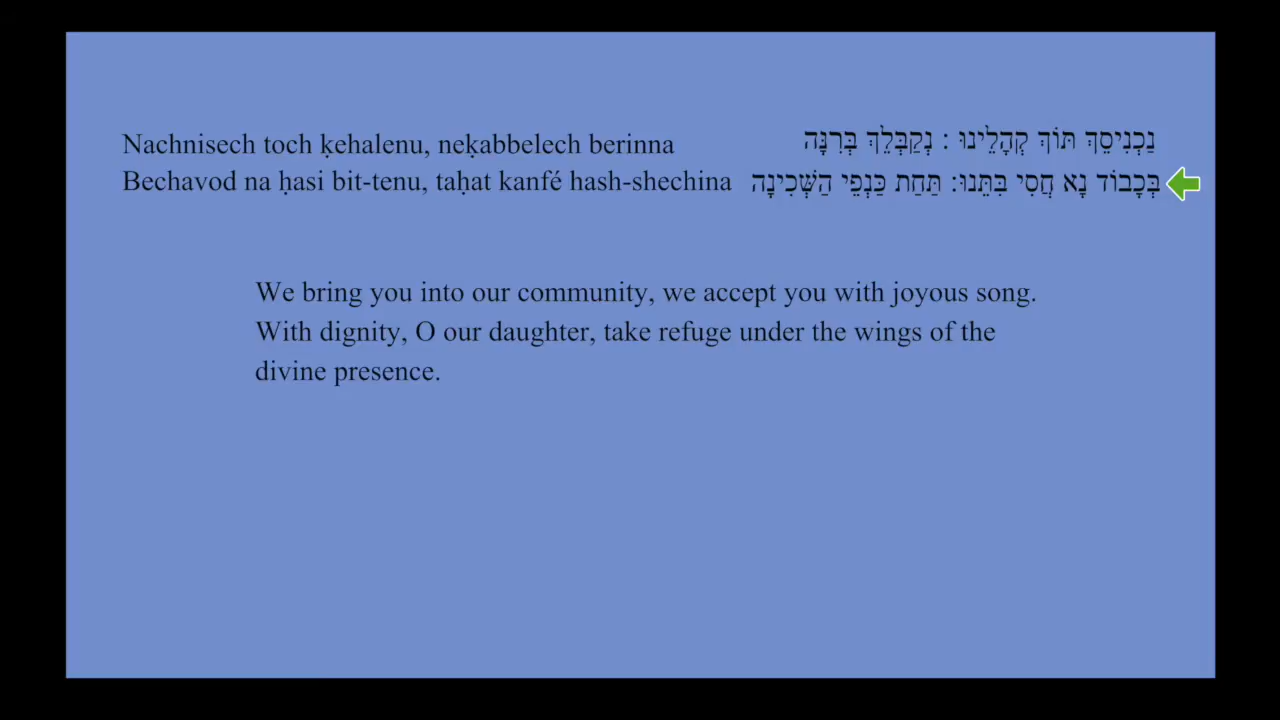 Nachnisech toch ḳehalenu, neḳabbelech berinna
נַכְנִיסֵךְ תּוֹךְ קְהָלֵינוּ : נְקַבְּלֵךְ בְּרִנָּה
Bechavod na ḥasi bit-tenu, taḥat kanfé hash-shechina
בְּכָבוֹד נָא חֲסִי בִּתֵּנוּ: תַּחַת כַּנְפֵי הַשְּׁכִינָה
We bring you into our community, we accept you with joyous song.
With dignity, O our daughter, take refuge under the wings of the
divine presence.